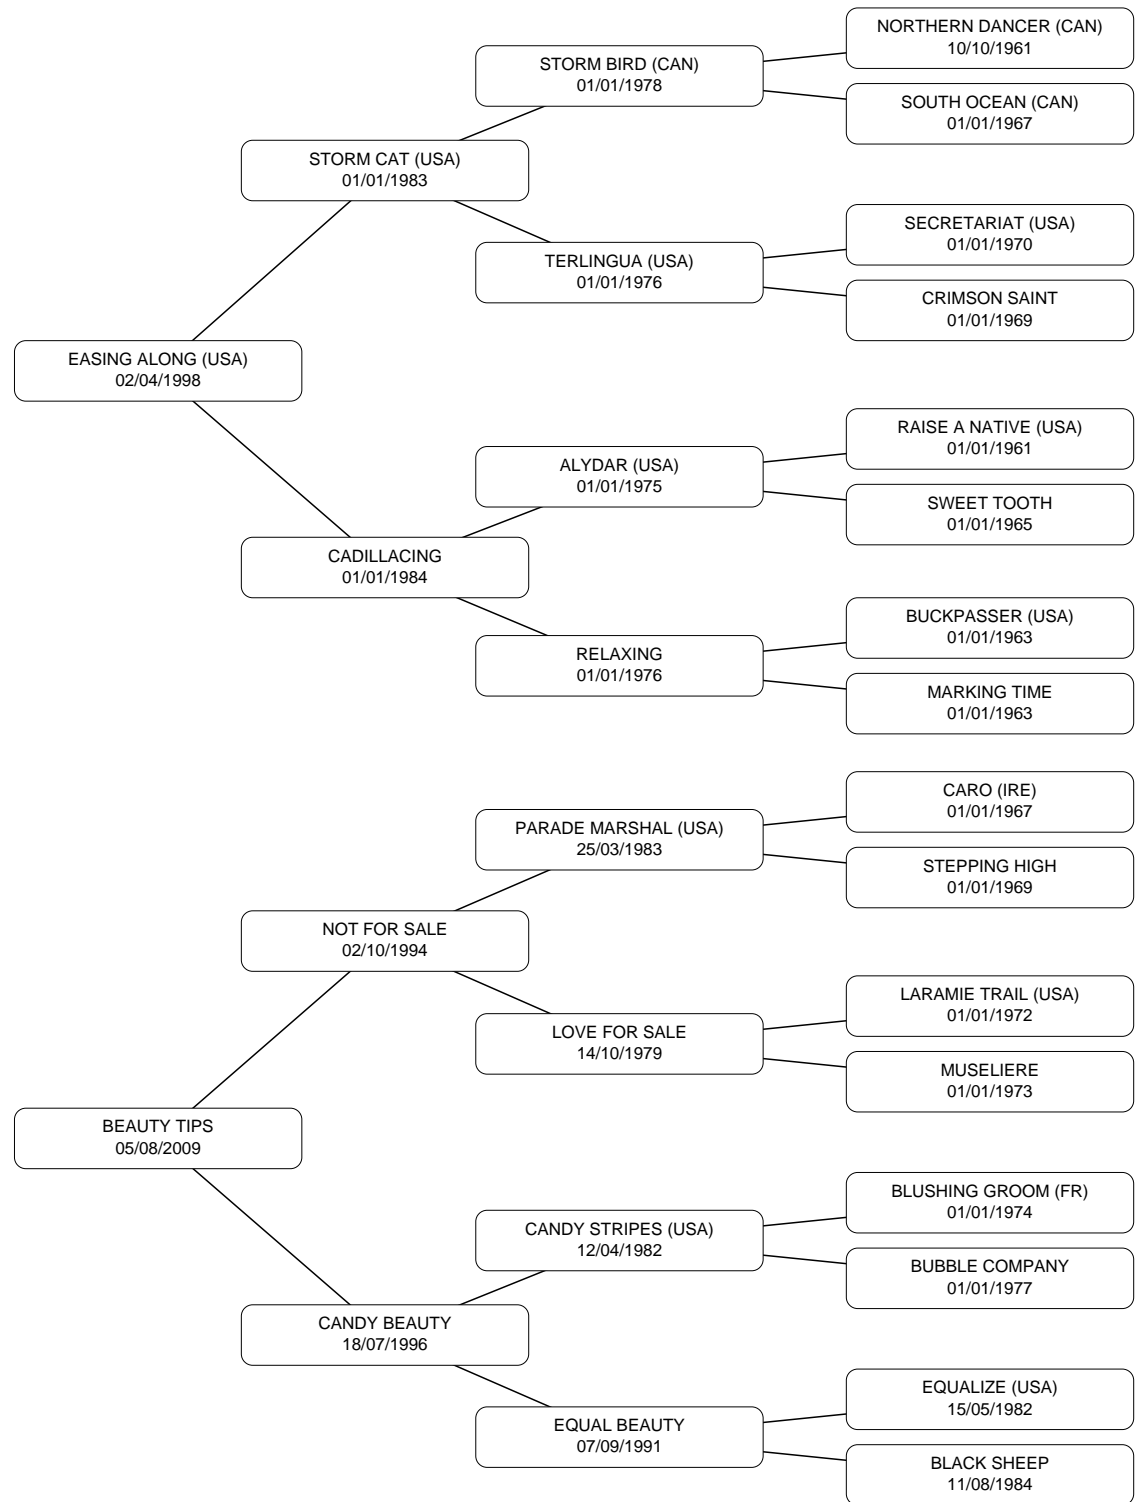 NORTHERN DANCER (CAN)
10/10/1961
STORM BIRD (CAN)
01/01/1978
SOUTH OCEAN (CAN)
01/01/1967
STORM CAT (USA)
01/01/1983
SECRETARIAT (USA)
01/01/1970
TERLINGUA (USA)
01/01/1976
CRIMSON SAINT
01/01/1969
EASING ALONG (USA)
02/04/1998
RAISE A NATIVE (USA)
01/01/1961
ALYDAR (USA)
01/01/1975
SWEET TOOTH
01/01/1965
CADILLACING
01/01/1984
BUCKPASSER (USA)
01/01/1963
RELAXING
01/01/1976
MARKING TIME
01/01/1963
CARO (IRE)
01/01/1967
PARADE MARSHAL (USA)
25/03/1983
STEPPING HIGH
01/01/1969
NOT FOR SALE
02/10/1994
LARAMIE TRAIL (USA)
01/01/1972
LOVE FOR SALE
14/10/1979
MUSELIERE
01/01/1973
BEAUTY TIPS
05/08/2009
BLUSHING GROOM (FR)
01/01/1974
CANDY STRIPES (USA)
12/04/1982
BUBBLE COMPANY
01/01/1977
CANDY BEAUTY
18/07/1996
EQUALIZE (USA)
15/05/1982
EQUAL BEAUTY
07/09/1991
BLACK SHEEP
11/08/1984